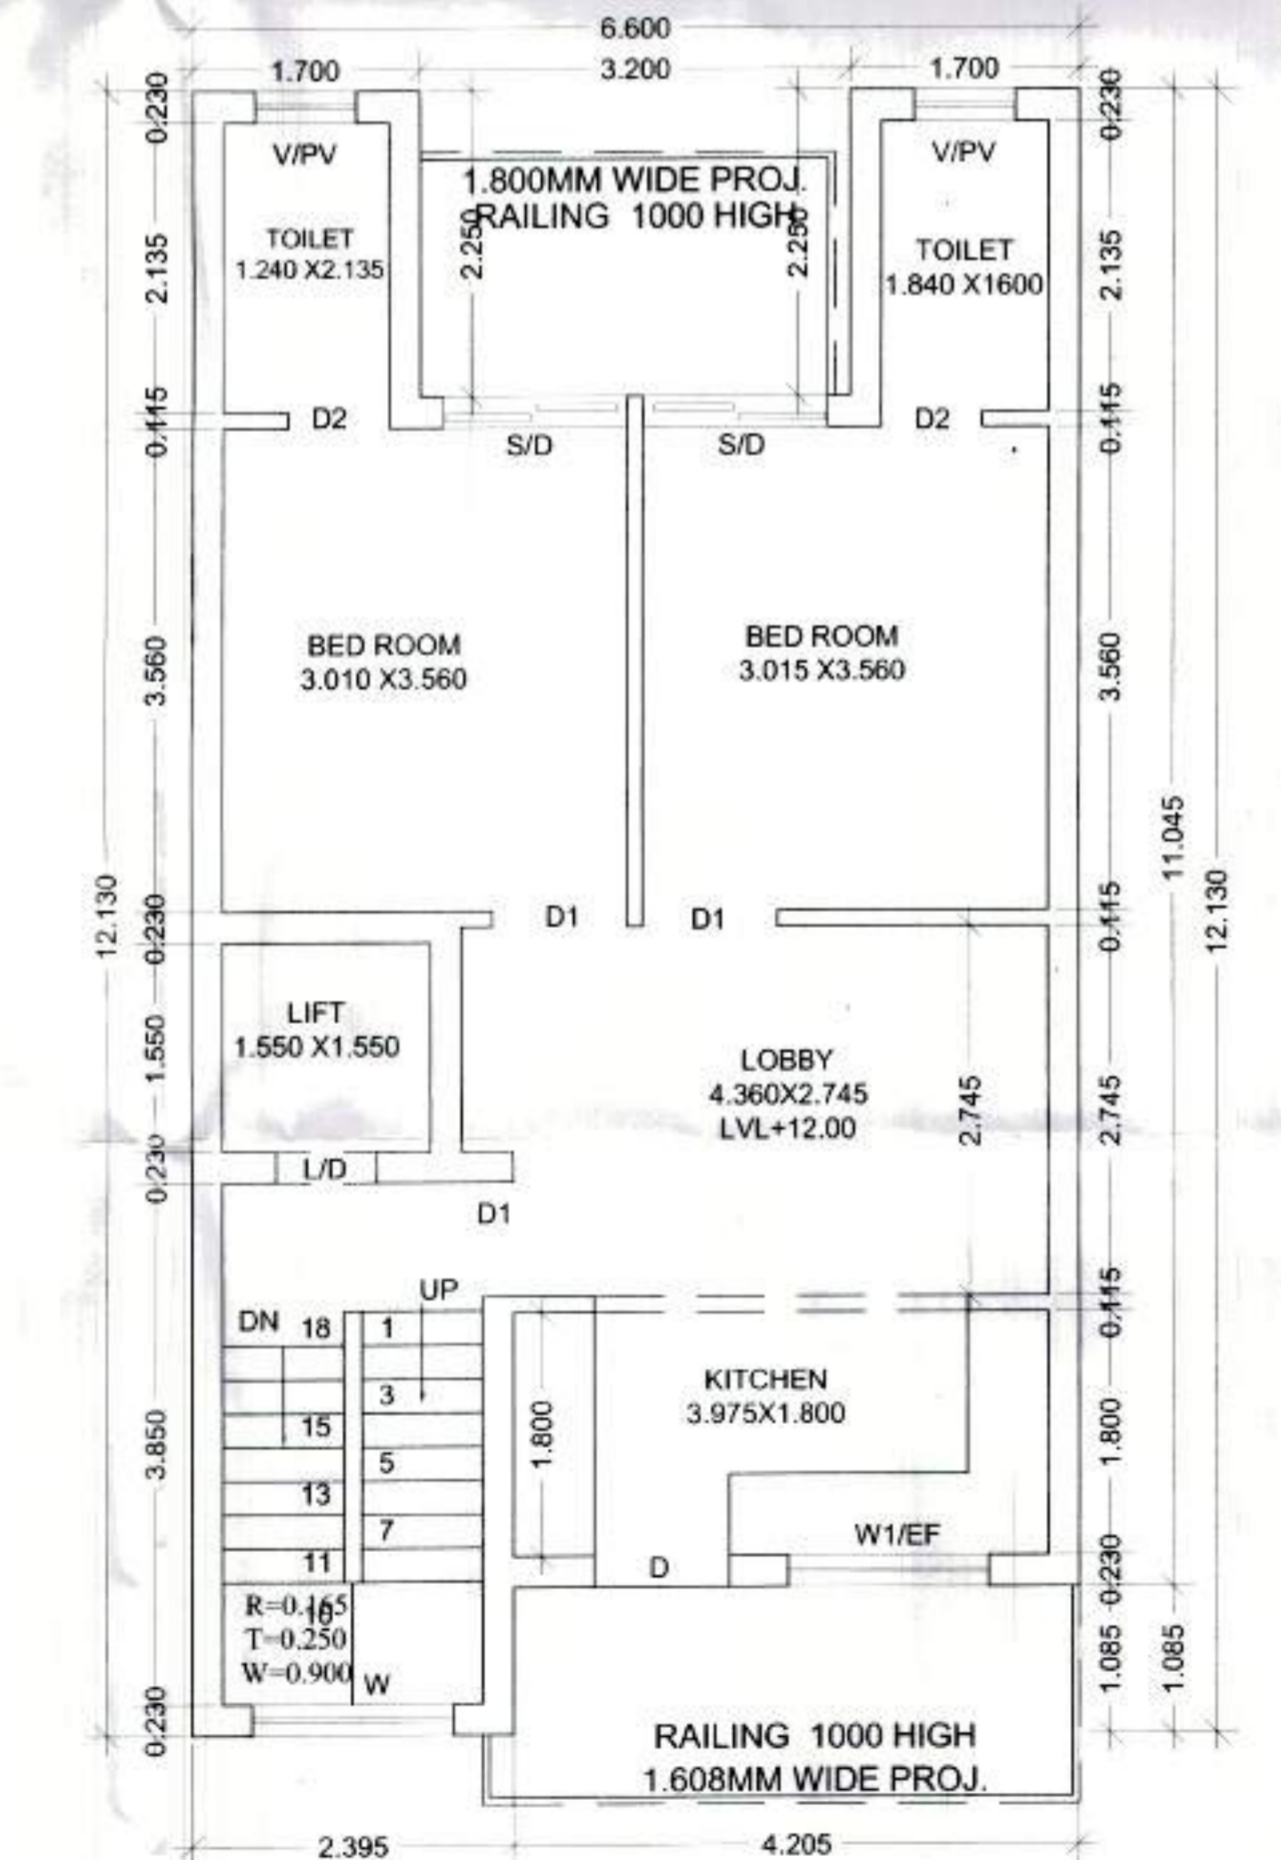 6.600
1.700
3.200
1.700
0.230
0.230
V/PV
V/PV
1.800MM WIDE PROJ.
RAILING 1000 HIGH
2.250
2.250
TOILET
1.240 X2.135
TOILET
1.840 X1600
2.135
2.135
0.115
D2
D2
0.115
S/D
S/D
BED ROOM
3.010 X3.560
BED ROOM
3.015 X3.560
3.560
3.560
11.045
12.130
12.130
0.230
D1
D1
0.115
LIFT
1.550 X1.550
1.550
LOBBY
4.360X2.745
LVL+12.00
2.745
2.745
0.230
L/D
D1
UP
DN
18
1
0.115
3
15
5
13
7
11
3.850
KITCHEN
3.975X1.800
1.800
1.800
W1/EF
D
0.230
R=0.165
10
T=0.250
W=0.900
W
1.085
1.085
0.230
RAILING 1000 HIGH
1.608MM WIDE PROJ.
2.395
4.205